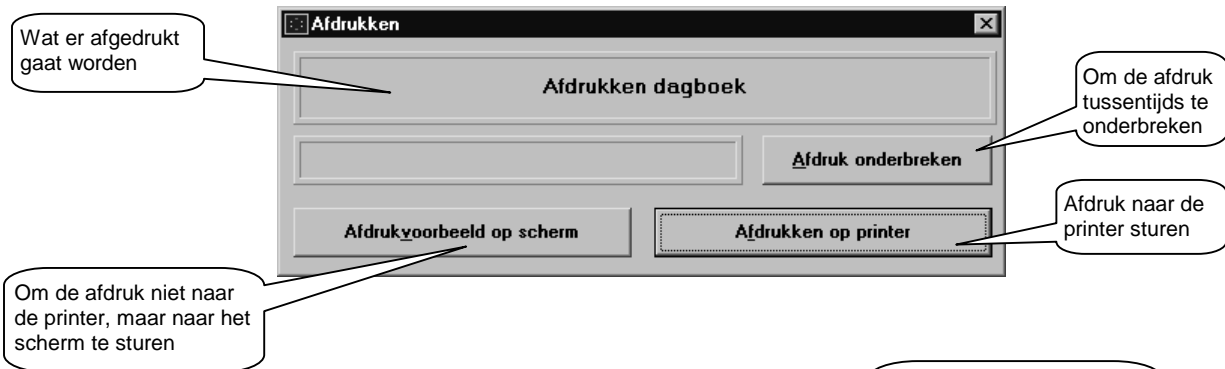 Afdrukken
Wat er afgedrukt
gaat worden
Afdrukken dagboek
Om de afdruk
tussentijds te
onderbreken
Afdruk onderbreken
Afdruk naar de
printer sturen
Afdrukvoorbeeld op scherm
Afdrukken op printer
Om de afdruk niet naar
de printer, maar naar het
scherm te sturen